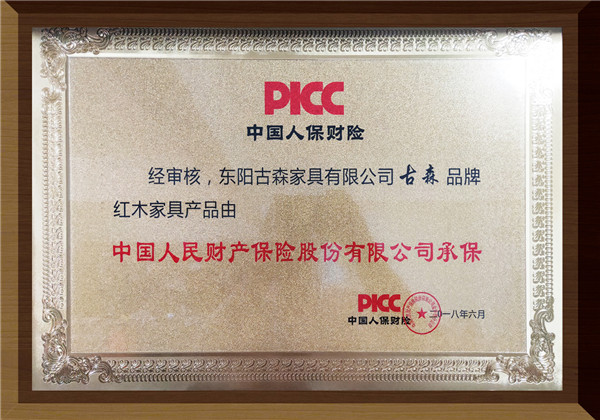 PICC
中国人保财险
经审核，东阳古森家具有限公司 古森 品牌
红木家具产品由
中国人民财产保险股份有限公司承保
PICC
中国人保财险
二〇一八年六月